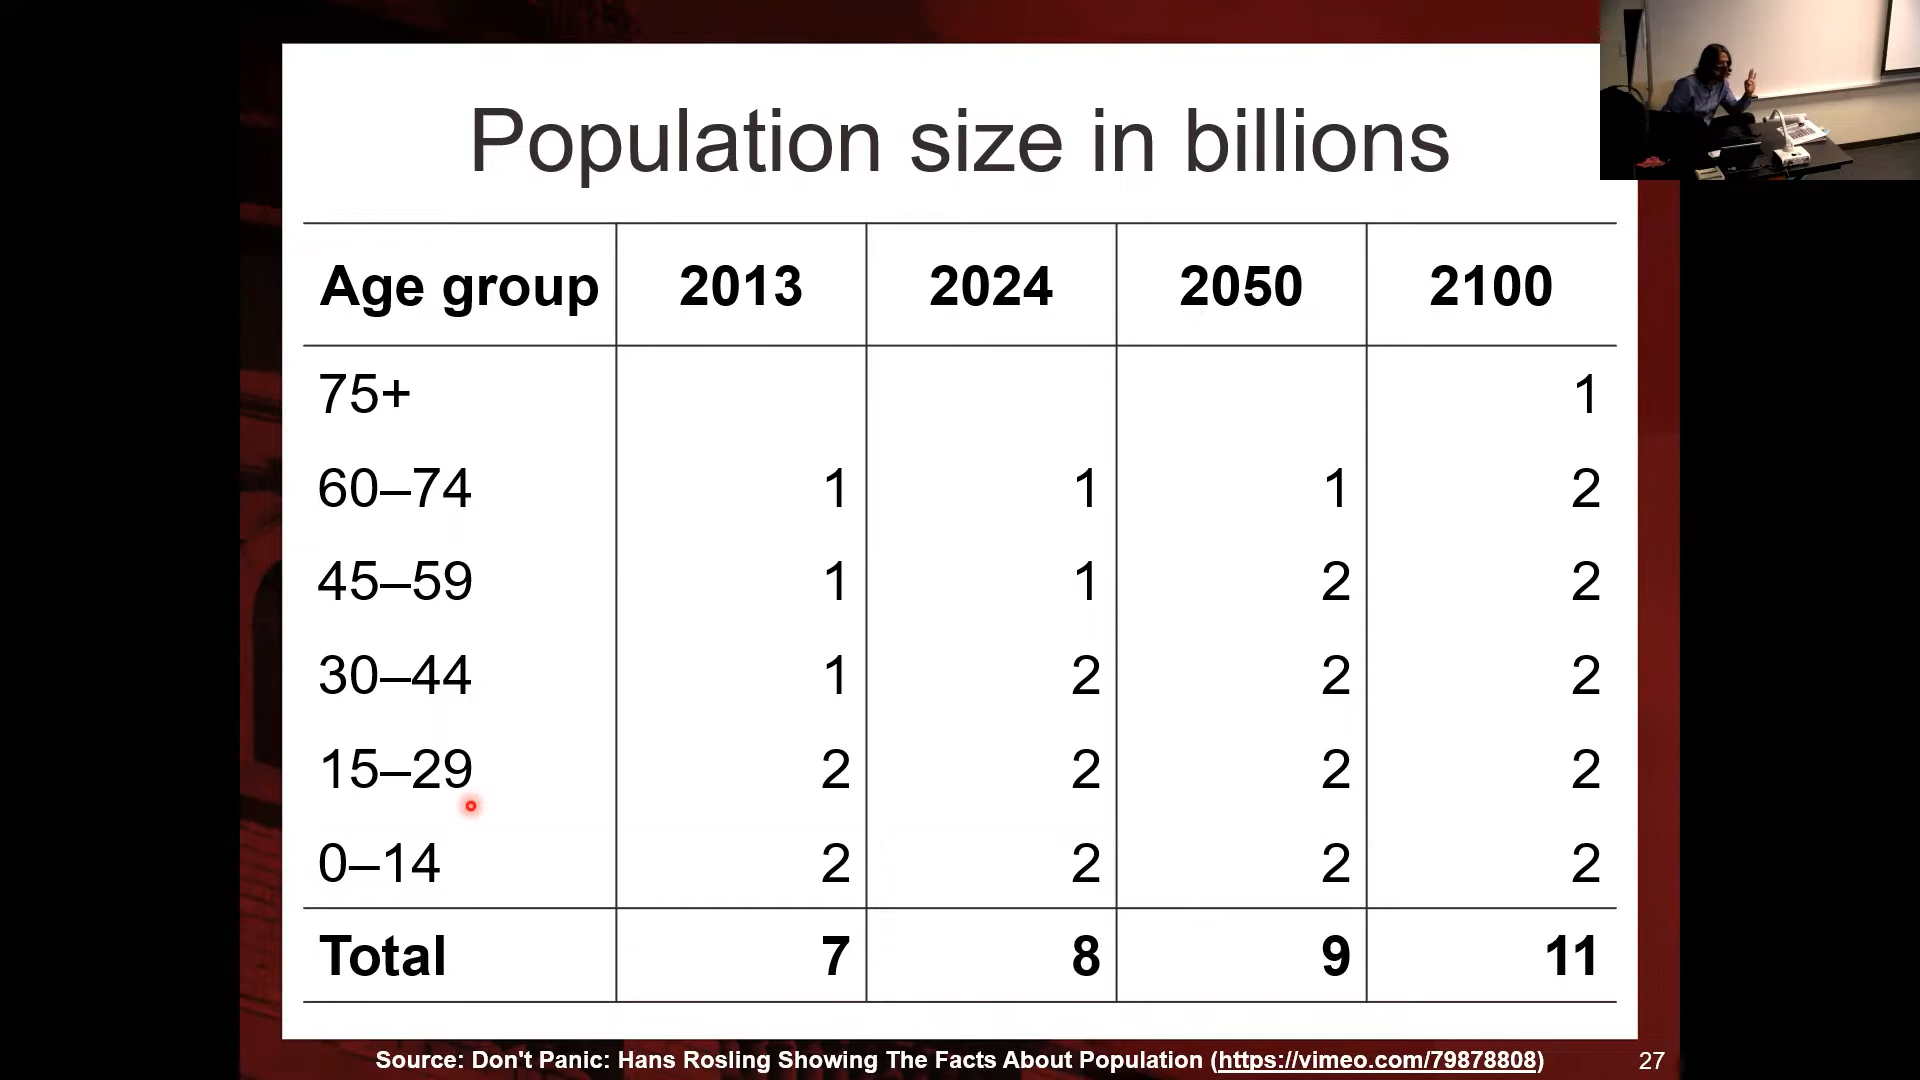 Population size in billions
Age group 2013 2024 2050 2100
75+ 1
60–74 1 1 1 2
45–59 1 1 2 2
30–44 1 2 2 2
15–29 2 2 2 2
0–14 2 2 2 2
Total 7 8 9 11
Source: Don't Panic: Hans Rosling Showing The Facts About Population (https://vimeo.com/79878808)
27